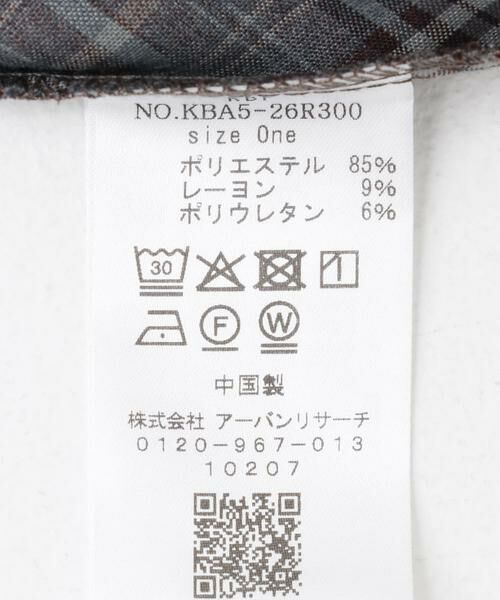 NO.KBA5-26R300
size One
ポリエステル 85%
レーヨン 9%
ポリウレタン 6%
30
F W
中国製
株式会社 アーバンリサーチ
0120-967-013
10207